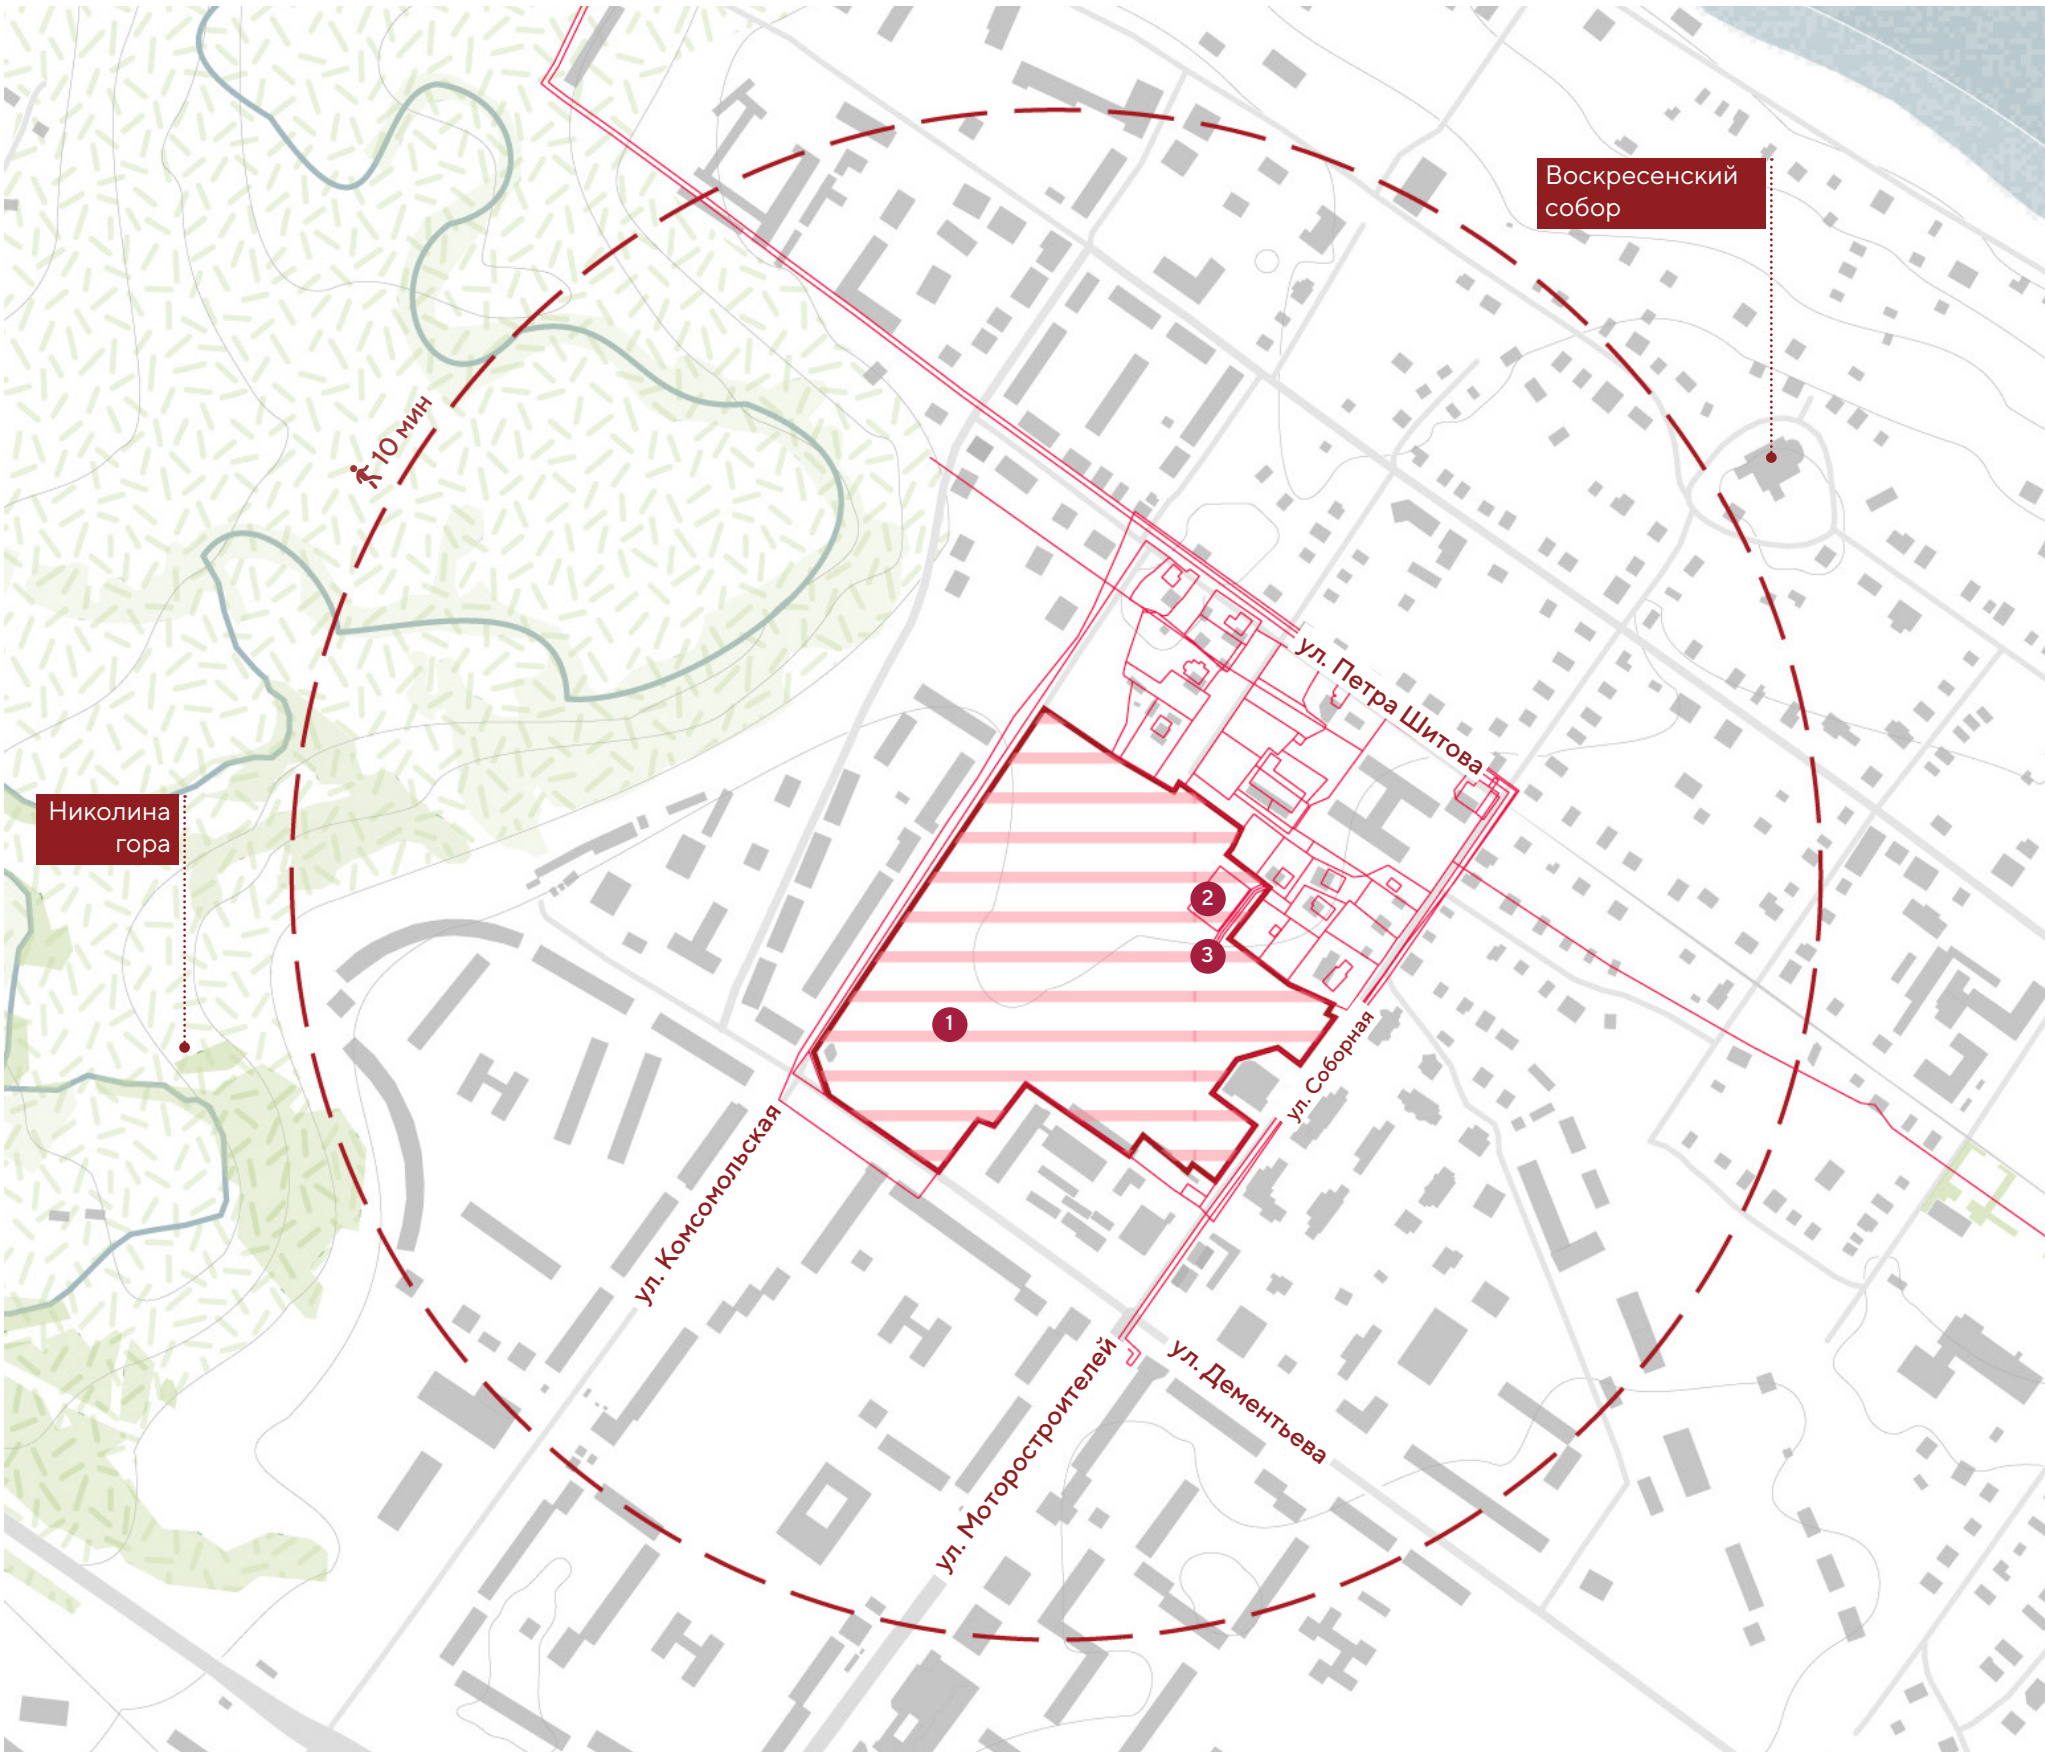 Воскресенский
собор
10 мин
ул. Петра Шитова
Николина
гора
2
3
1
ул. Соборная
ул. Комсомольская
ул. Моторостроителей
ул. Дементьева